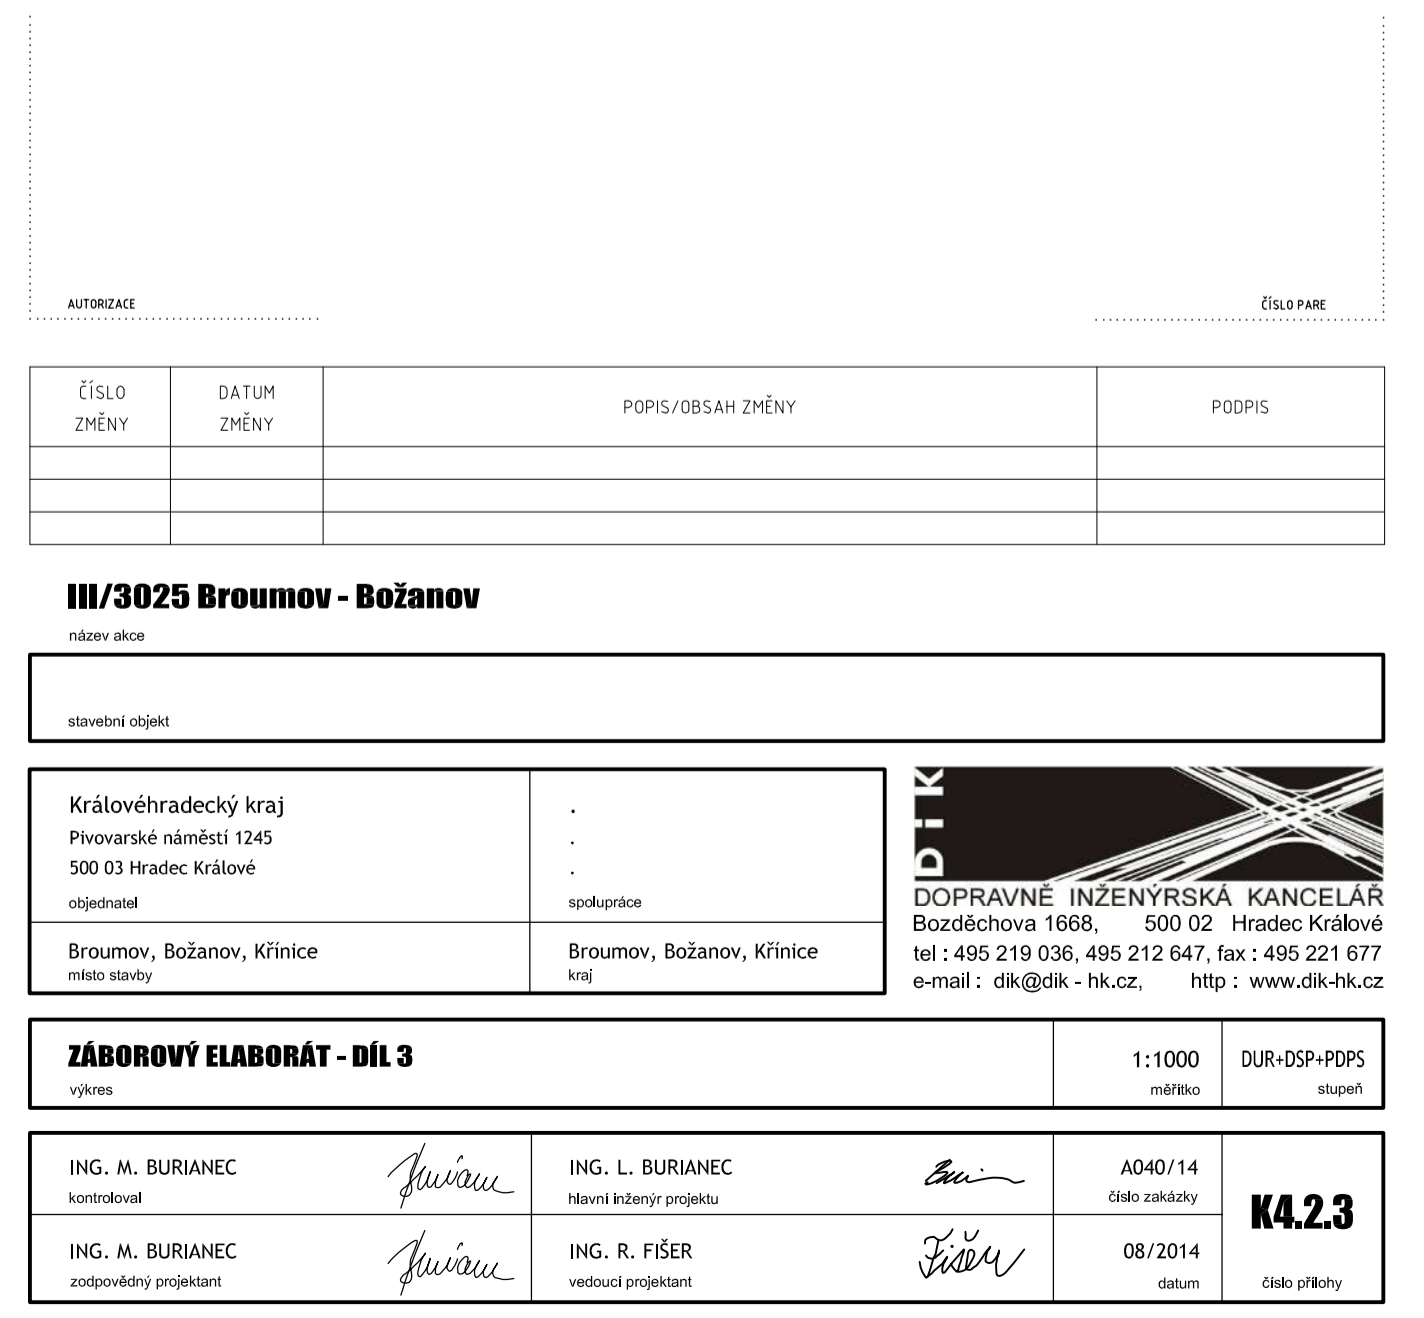 AUTORIZACE
ČÍSLO PARE
ČÍSLO ZMĚNY
DATUM ZMĚNY
POPIS/OBSAH ZMĚNY
PODPIS
III/3025 Broumov - Božanov
název akce
stavební objekt
Královéhradecký kraj
Pivovarské náměstí 1245
500 03 Hradec Králové
objednatel
.
.
.
spolupráce
Broumov, Božanov, Křínice
místo stavby
Broumov, Božanov, Křínice
kraj
DiK
DOPRAVNĚ INŽENÝRSKÁ KANCELÁŘ
Bozděchova 1668, 500 02 Hradec Králové
tel : 495 219 036, 495 212 647, fax : 495 221 677
e-mail : dik@dik - hk.cz, http : www.dik-hk.cz
ZÁBOROVÝ ELABORÁT - DÍL 3
výkres
1:1000
měřítko
DUR+DSP+PDPS
stupeň
ING. M. BURIANEC
kontroloval
ING. L. BURIANEC
hlavní inženýr projektu
A040/14
číslo zakázky
ING. M. BURIANEC
zodpovědný projektant
ING. R. FIŠER
vedoucí projektant
Fišer
08/2014
datum
K4.2.3
číslo přílohy